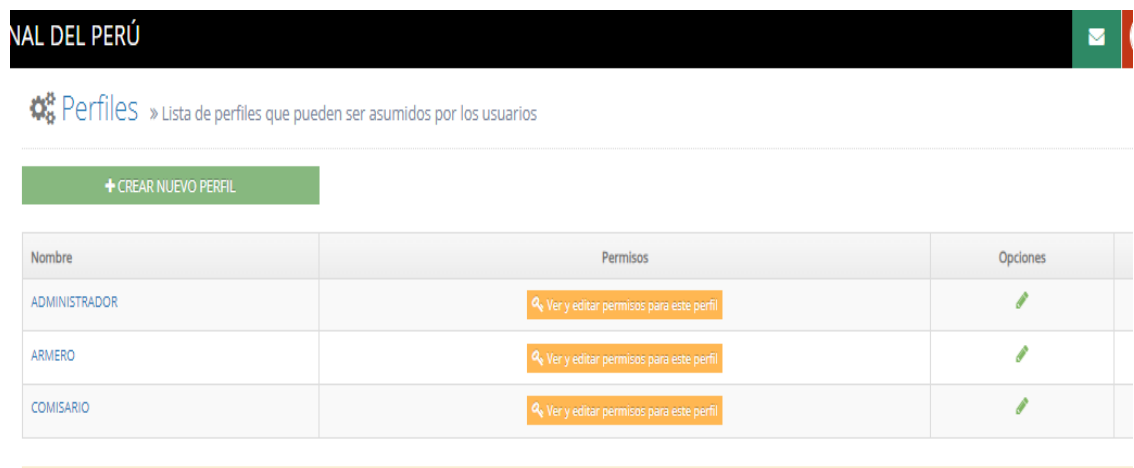 NAL DEL PERÚ
Perfiles » Lista de perfiles que pueden ser asumidos por los usuarios
+ CREAR NUEVO PERFIL
Nombre Permisos Opciones
ADMINISTRADOR Ver y editar permisos para este perfil
ARMERO Ver y editar permisos para este perfil
COMISARIO Ver y editar permisos para este perfil